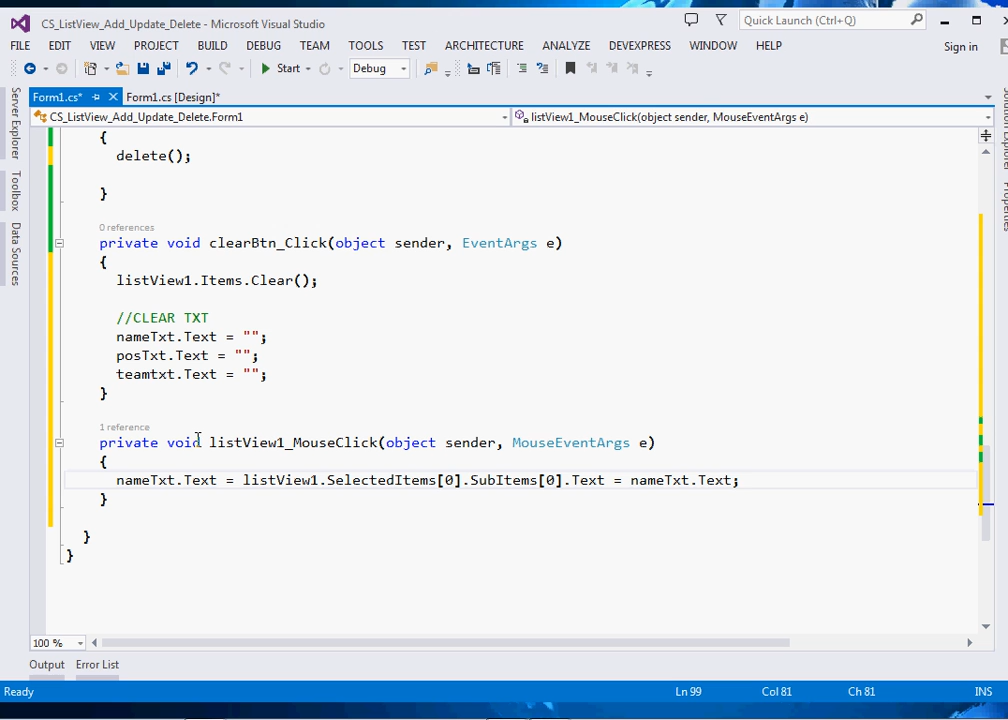 CS_ListView_Add_Update_Delete - Microsoft Visual Studio
Quick Launch (Ctrl+Q)
FILE EDIT VIEW PROJECT BUILD DEBUG TEAM TOOLS TEST ARCHITECTURE ANALYZE DEVEXPRESS WINDOW HELP Sign in
Start Debug
Form1.cs* Form1.cs [Design]*
CS_ListView_Add_Update_Delete.Form1 listView1_MouseClick(object sender, MouseEventArgs e)
Server Explorer
Toolbox
Data Sources
Solution Explorer
Properties
{
delete();
}
0 references
private void clearBtn_Click(object sender, EventArgs e)
{
listView1.Items.Clear();
//CLEAR TXT
nameTxt.Text = "";
posTxt.Text = "";
teamtxt.Text = "";
}
1 reference
private void listView1_MouseClick(object sender, MouseEventArgs e)
{
nameTxt.Text = listView1.SelectedItems[0].SubItems[0].Text = nameTxt.Text;
}
}
}
100 %
Output Error List
Ready Ln 99 Col 81 Ch 81 INS